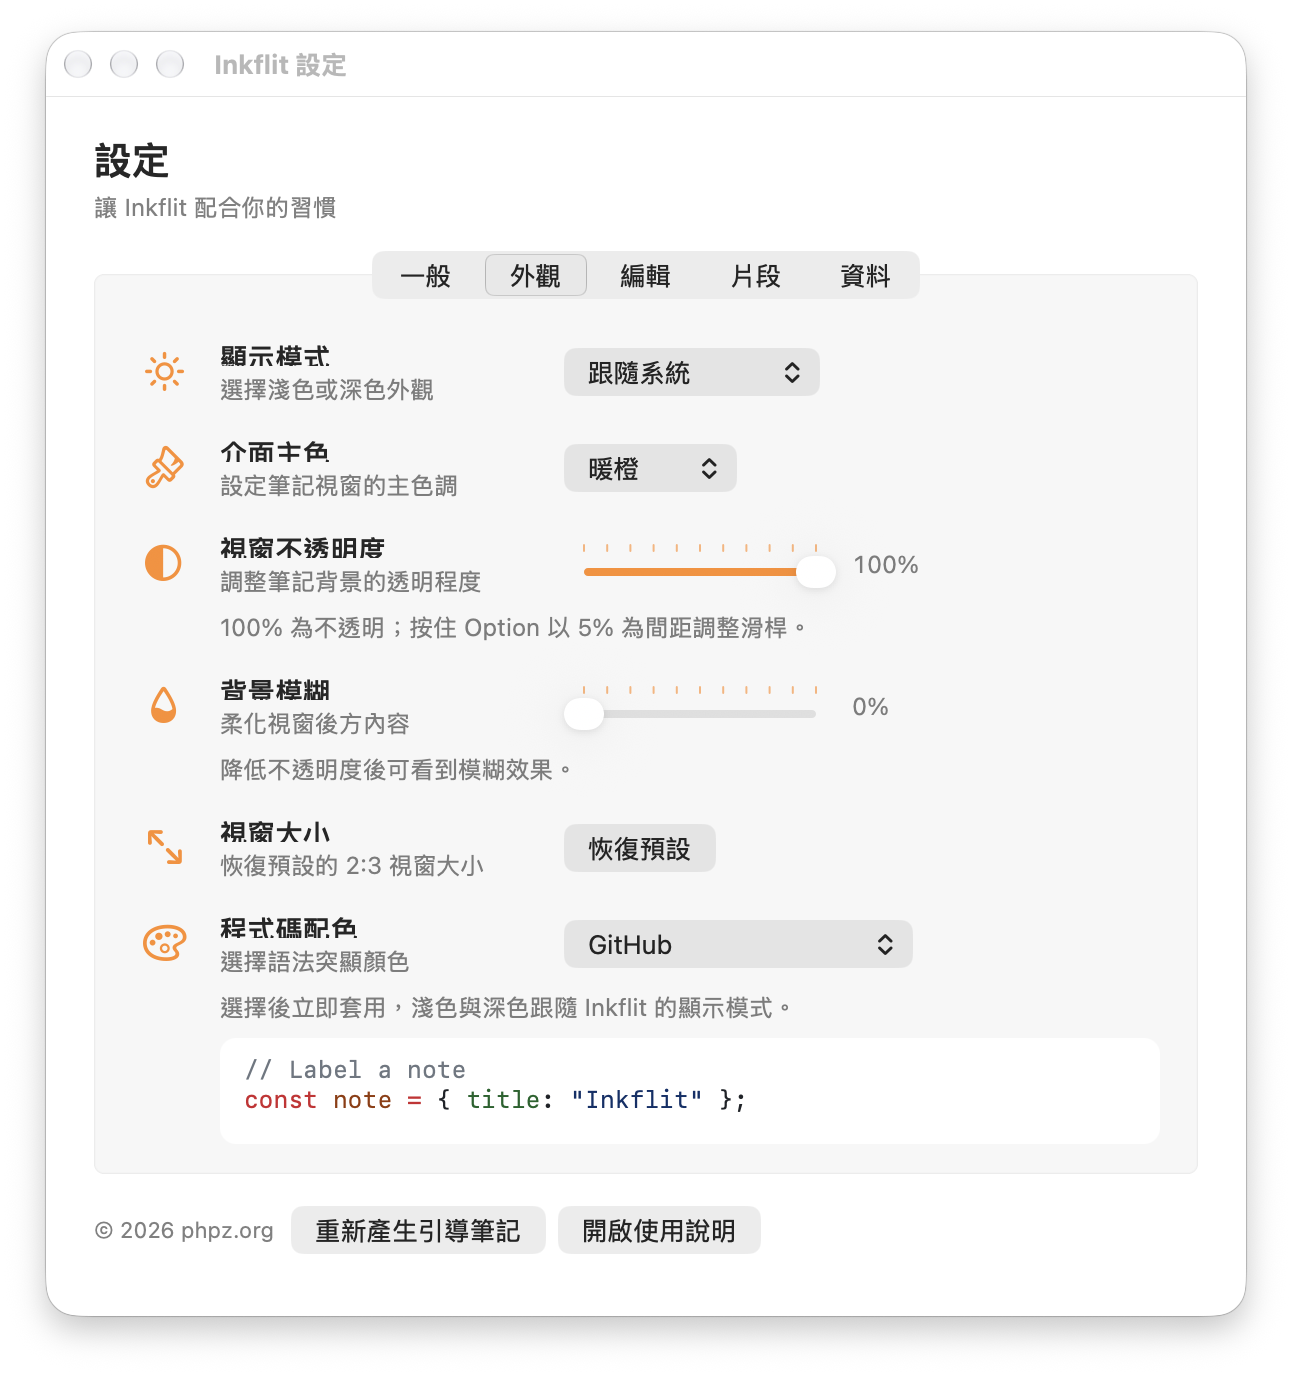 Inkflit 設定
設定
讓 Inkflit 配合你的習慣
一般 外觀 編輯 片段 資料
顯示模式
選擇淺色或深色外觀
跟隨系統
介面主色
設定筆記視窗的主色調
暖橙
視窗不透明度
調整筆記背景的透明程度
100%
100% 為不透明；按住 Option 以 5% 為間距調整滑桿。
背景模糊
柔化視窗後方內容
0%
降低不透明度後可看到模糊效果。
視窗大小
恢復預設的 2:3 視窗大小
恢復預設
程式碼配色
選擇語法突顯顏色
GitHub
選擇後立即套用，淺色與深色跟隨 Inkflit 的顯示模式。
// Label a note
const note = { title: "Inkflit" };
© 2026 phpz.org 重新產生引導筆記 開啟使用說明